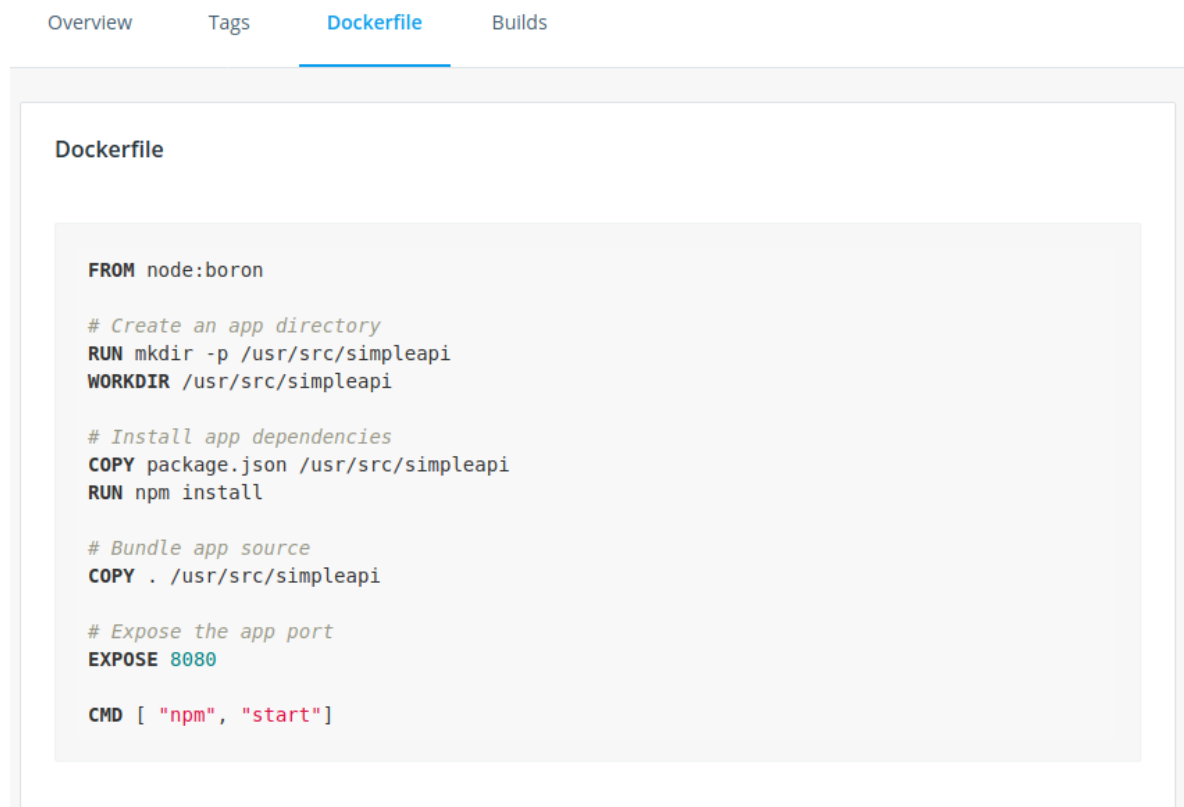 Overview Tags Dockerfile Builds
Dockerfile
FROM node:boron
# Create an app directory
RUN mkdir -p /usr/src/simpleapi
WORKDIR /usr/src/simpleapi
# Install app dependencies
COPY package.json /usr/src/simpleapi
RUN npm install
# Bundle app source
COPY . /usr/src/simpleapi
# Expose the app port
EXPOSE 8080
CMD [ "npm", "start"]